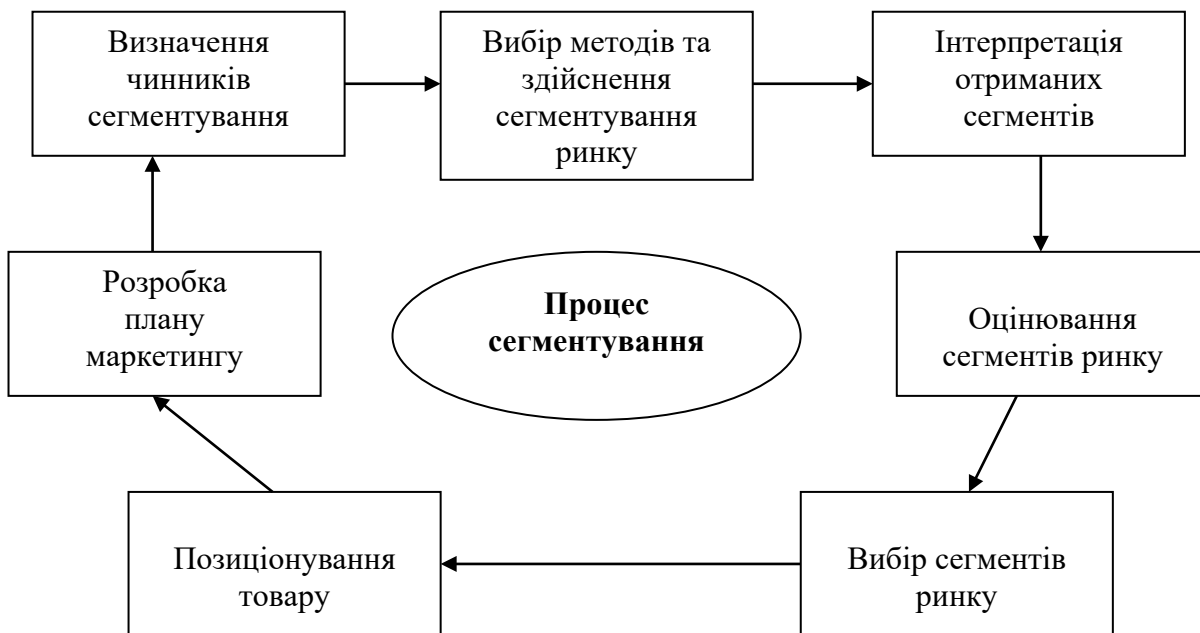 Визначення
чинників
сегментування
Вибір методів та
здійснення
сегментування
ринку
Інтерпретація
отриманих
сегментів
Розробка
плану
маркетингу
Процес
сегментування
Оцінювання
сегментів ринку
Позиціонування
товару
Вибір сегментів
ринку